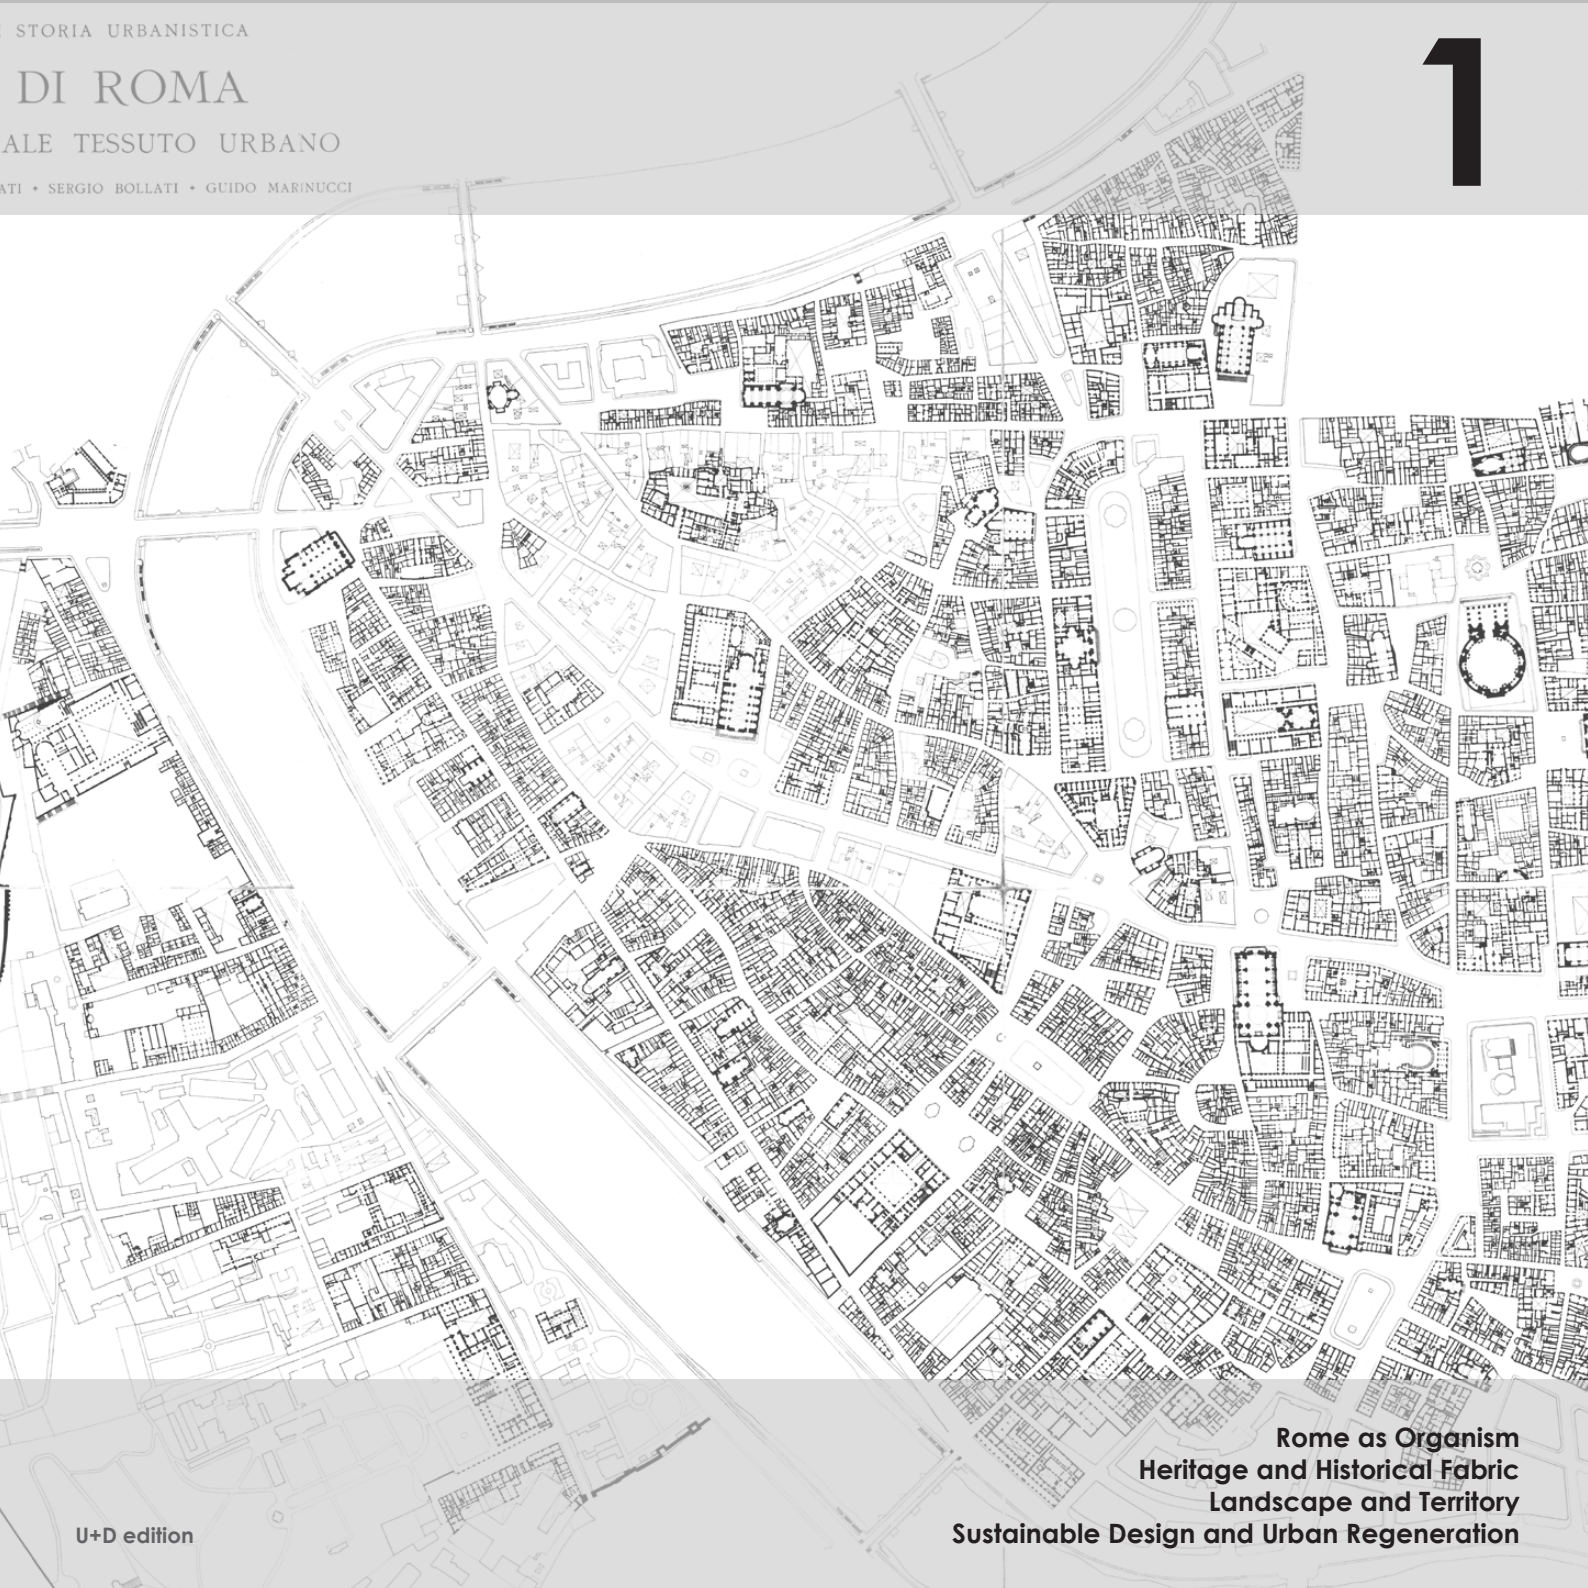 STORIA URBANISTICA
DI ROMA
ALE TESSUTO URBANO
ATI • SERGIO BOLLATI • GUIDO MARINUCCI
1
Rome as Organism
Heritage and Historical Fabric
Landscape and Territory
Sustainable Design and Urban Regeneration
U+D edition